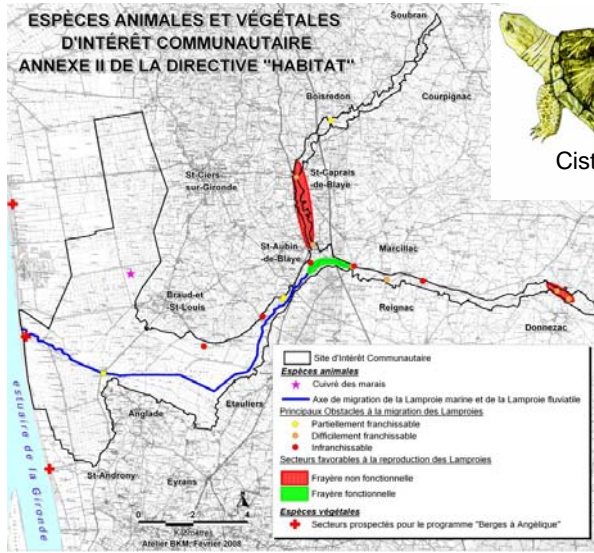 ESPÈCES ANIMALES ET VÉGÉTALES
D'INTÉRÊT COMMUNAUTAIRE
ANNEXE II DE LA DIRECTIVE "HABITAT"
Soubran
Boisredon
Courpignac
Cist
St-Ciers
-sur-Gironde
St-Caprais
-de-Blaye
St-Aubin
-de-Blaye
Marcillac
Braud-et
-St-Louis
Reignac
Donnezac
Etauliers
Anglade
St-Androny
Eyrans
estuaire de la Gironde
Site d'Intérêt Communautaire
Espèces animales
Cuivré des marais
Axe de migration de la Lamproie marine et de la Lamproie fluviatile
Principaux Obstacles à la migration des Lamproies
Partiellement franchissable
Difficilement franchissable
Infranchissable
Secteurs favorables à la reproduction des Lamproies
Frayère non fonctionnelle
Frayère fonctionnelle
Espèces végétales
Secteurs prospectés pour le programme "Berges à Angélique"
0 2 4
Kilomètre
Atelier BKM, Février 2008